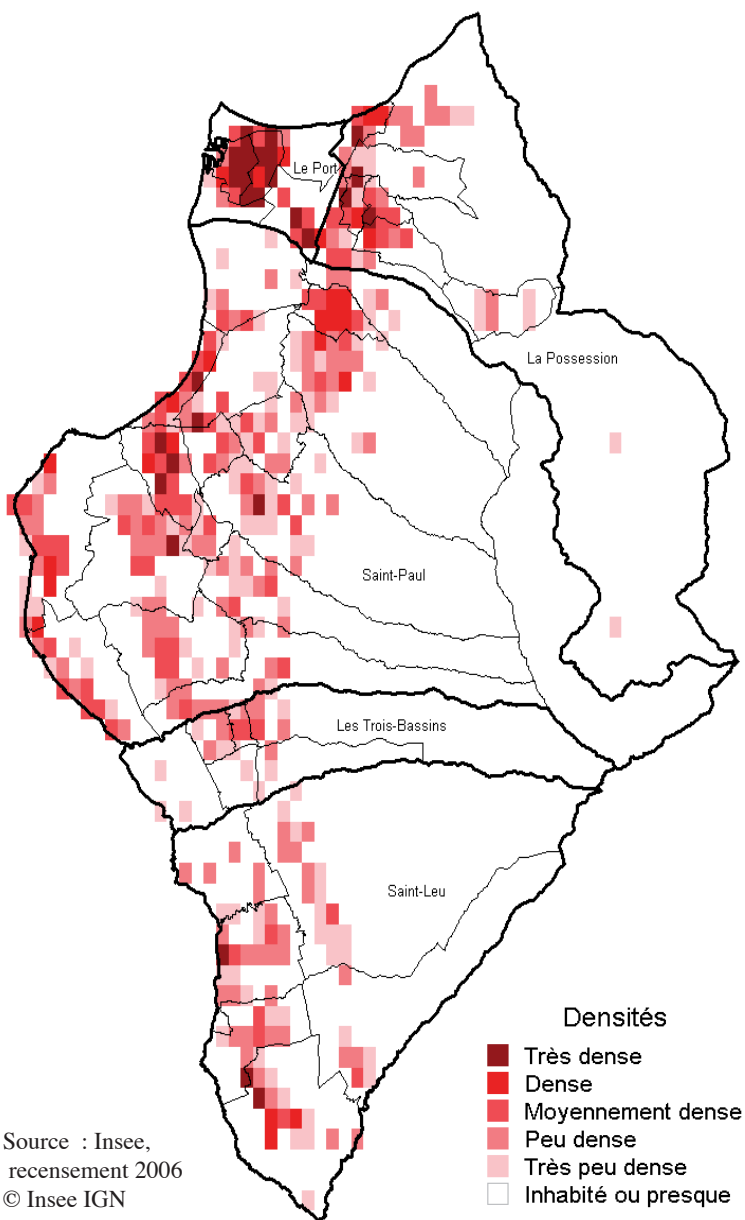 Le Port
La Possession
Saint-Paul
Les Trois-Bassins
Saint-Leu
Densités
Très dense
Dense
Moyennement dense
Peu dense
Très peu dense
Inhabité ou presque
Source : Insee,
recensement 2006
© Insee IGN